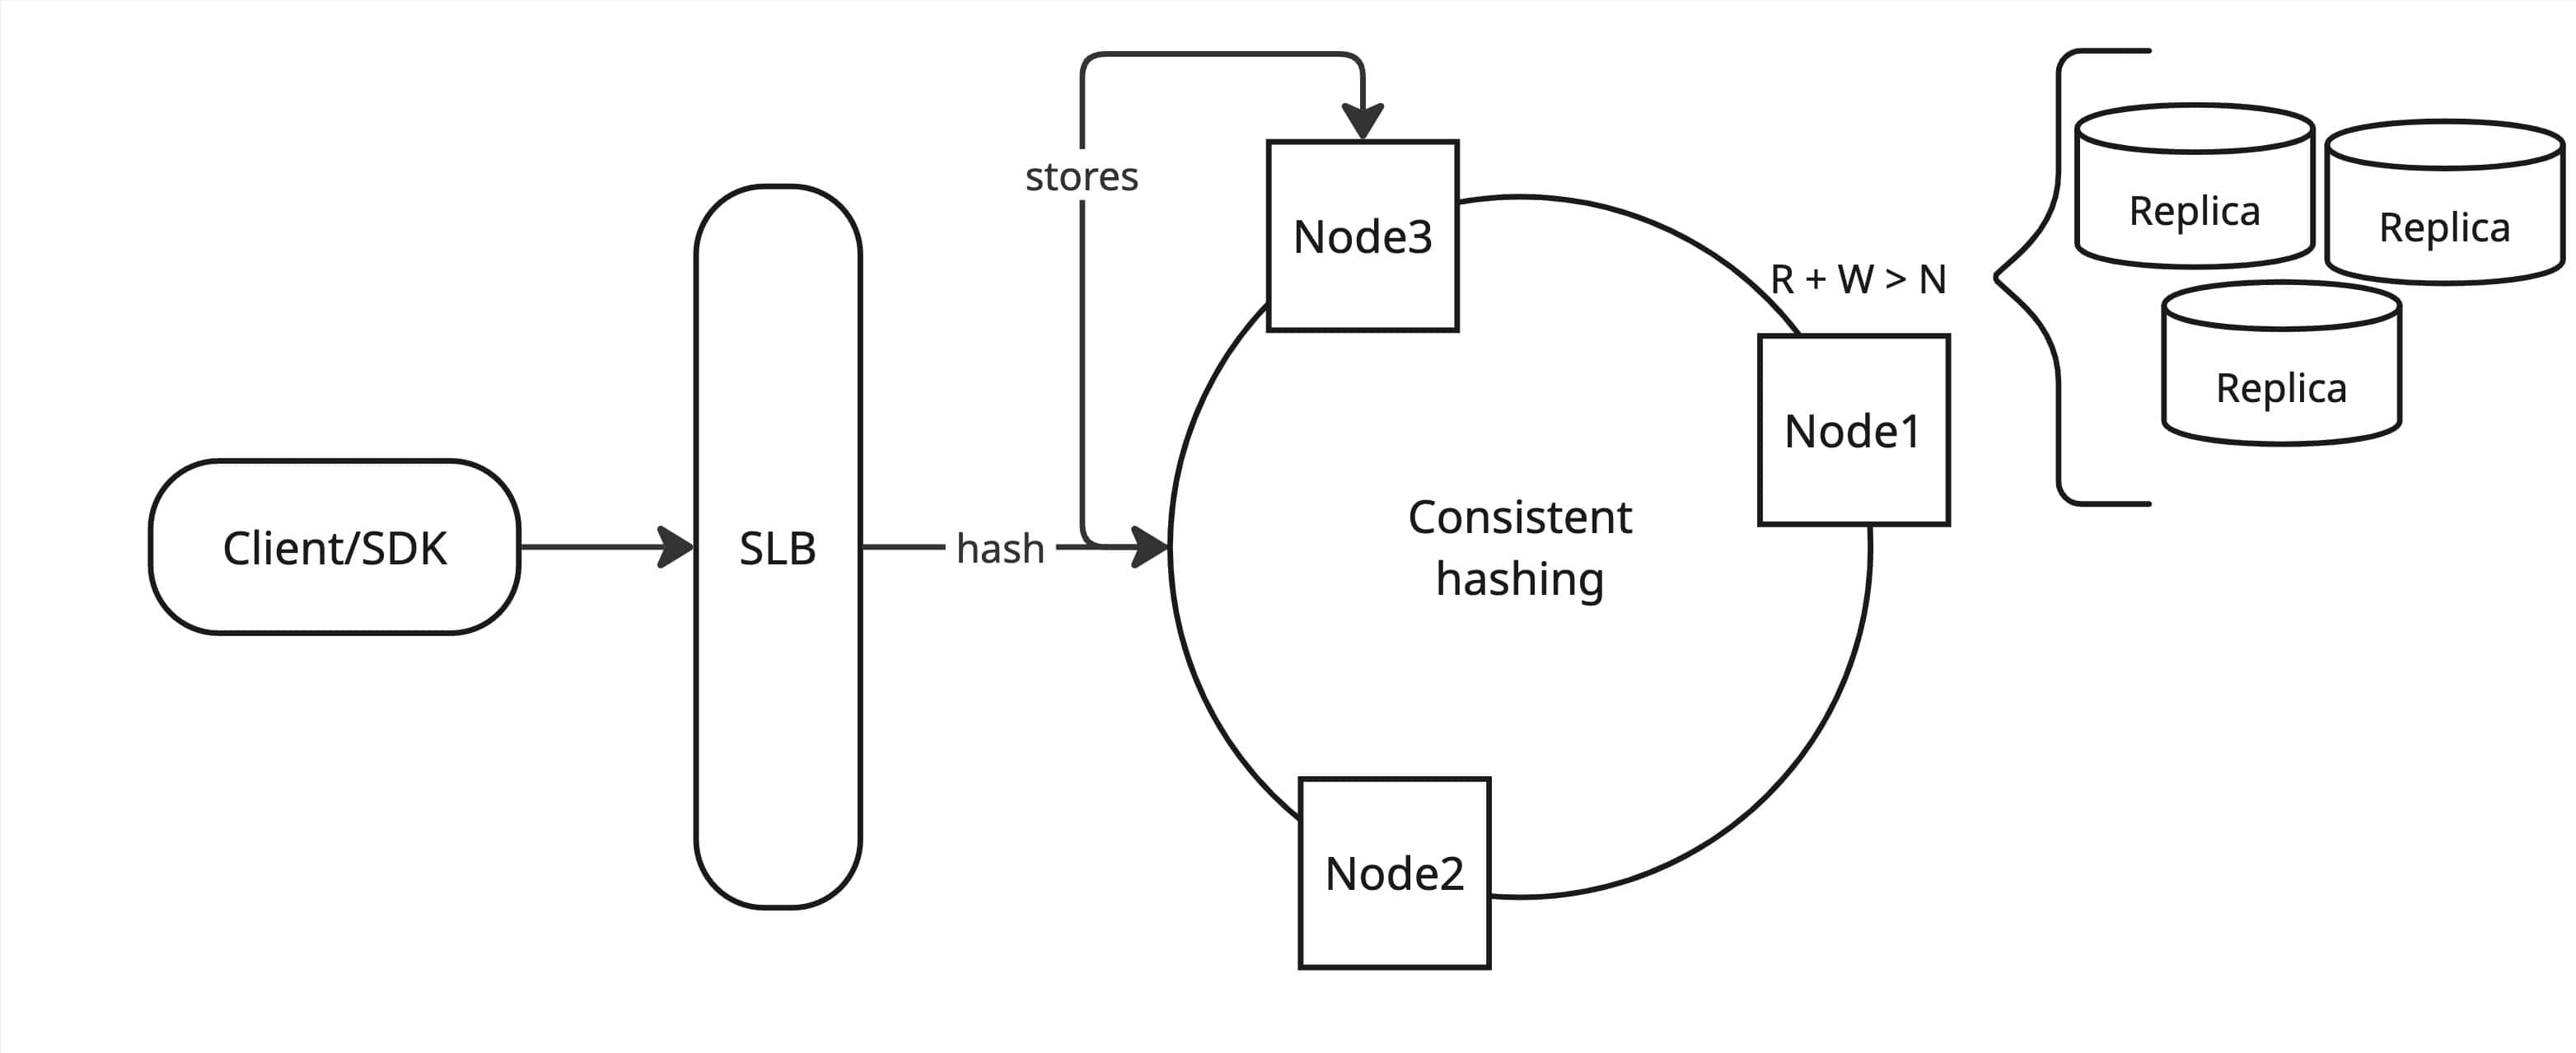 Client/SDK
SLB
hash
stores
Node3
Consistent
hashing
Node2
R + W > N
Node1
Replica
Replica
Replica